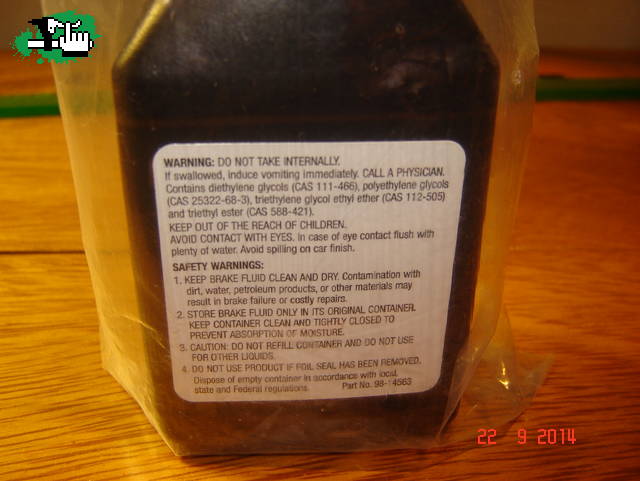 WARNING: DO NOT TAKE INTERNALLY.
If swallowed, induce vomiting immediately. CALL A PHYSICIAN.
Contains diethylene glycols (CAS 111-466), polyethylene glycols
(CAS 25322-68-3), triethylene glycol ethyl ether (CAS 112-505)
and triethyl ester (CAS 588-421).
KEEP OUT OF THE REACH OF CHILDREN.
AVOID CONTACT WITH EYES. in case of eye contact flush with
plenty of water. Avoid spilling on car finish.
SAFETY WARNINGS:
1. KEEP BRAKE FLUID CLEAN AND DRY. Contamination with
dirt, water, petroleum products, or other materials may
result in brake failure or costly repairs.
2. STORE BRAKE FLUID ONLY IN ITS ORIGINAL CONTAINER.
KEEP CONTAINER CLEAN AND TIGHTLY CLOSED TO
PREVENT ABSORPTION OF MOISTURE.
3. CAUTION: DO NOT REFILL CONTAINER AND DO NOT USE
FOR OTHER LIQUIDS.
4. DO NOT USE PRODUCT IF FOIL SEAL HAS BEEN REMOVED.
Dispose of empty container in accordance with local,
state and Federal regulations. Part No. 98-14563
22 9 2014